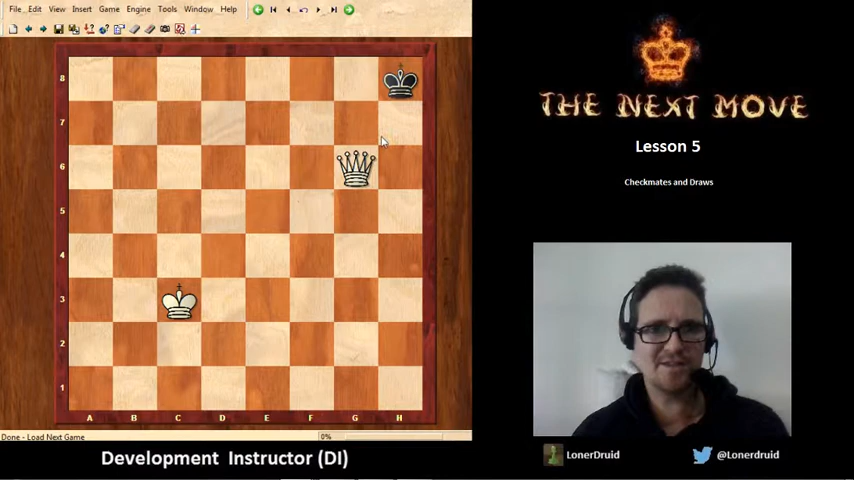 File Edit View Insert Game Engine Tools Window Help
8
7
6
5
4
3
2
1
A B C D E F G H
Done - Load Next Game 0%
THE NEXT MOVE
Lesson 5
Checkmates and Draws
Development Instructor (DI)
LonerDruid @Lonerdruid